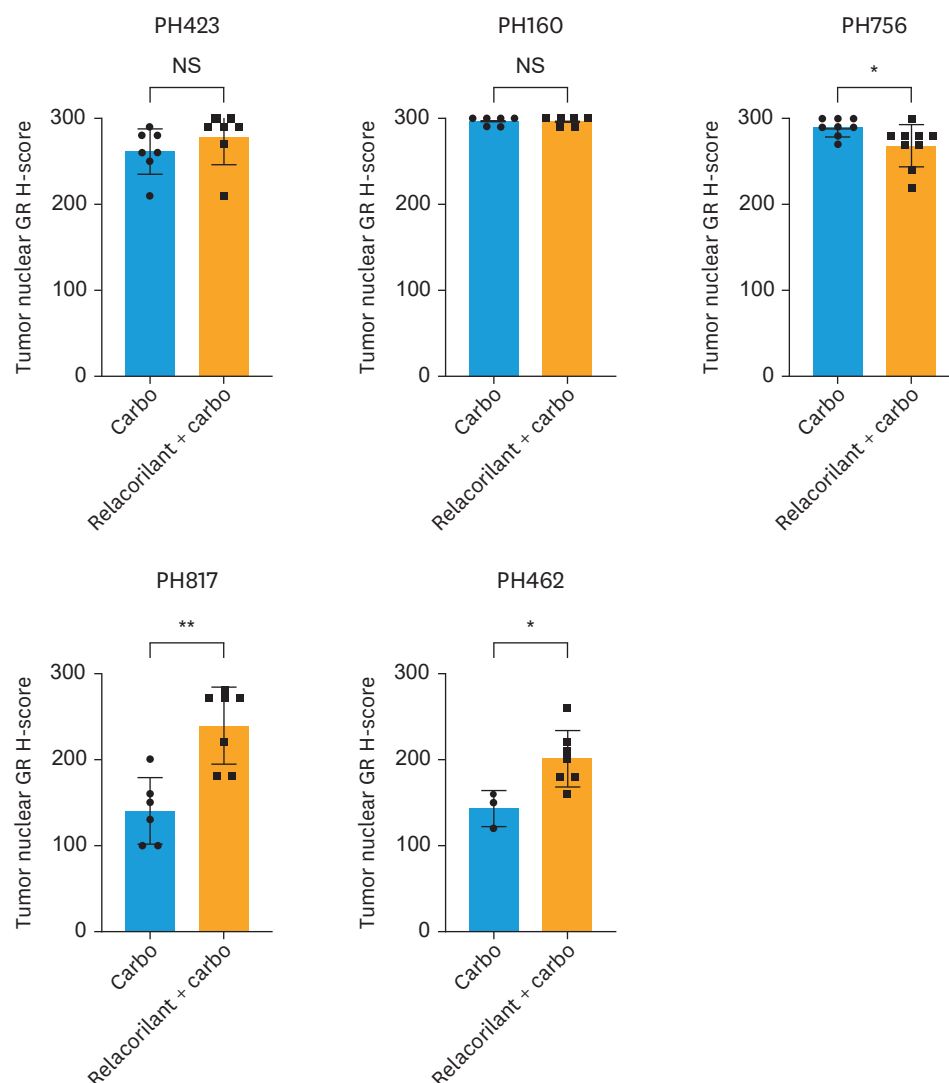 PH423
NS
Tumor nuclear GR H-score
300
200
100
0
Carbo
Relacorilant + carbo
PH160
NS
Tumor nuclear GR H-score
300
200
100
0
Carbo
Relacorilant + carbo
PH756
*
Tumor nuclear GR H-score
300
200
100
0
Carbo
Relacorilant + carbo
PH817
**
Tumor nuclear GR H-score
300
200
100
0
Carbo
Relacorilant + carbo
PH462
*
Tumor nuclear GR H-score
300
200
100
0
Carbo
Relacorilant + carbo